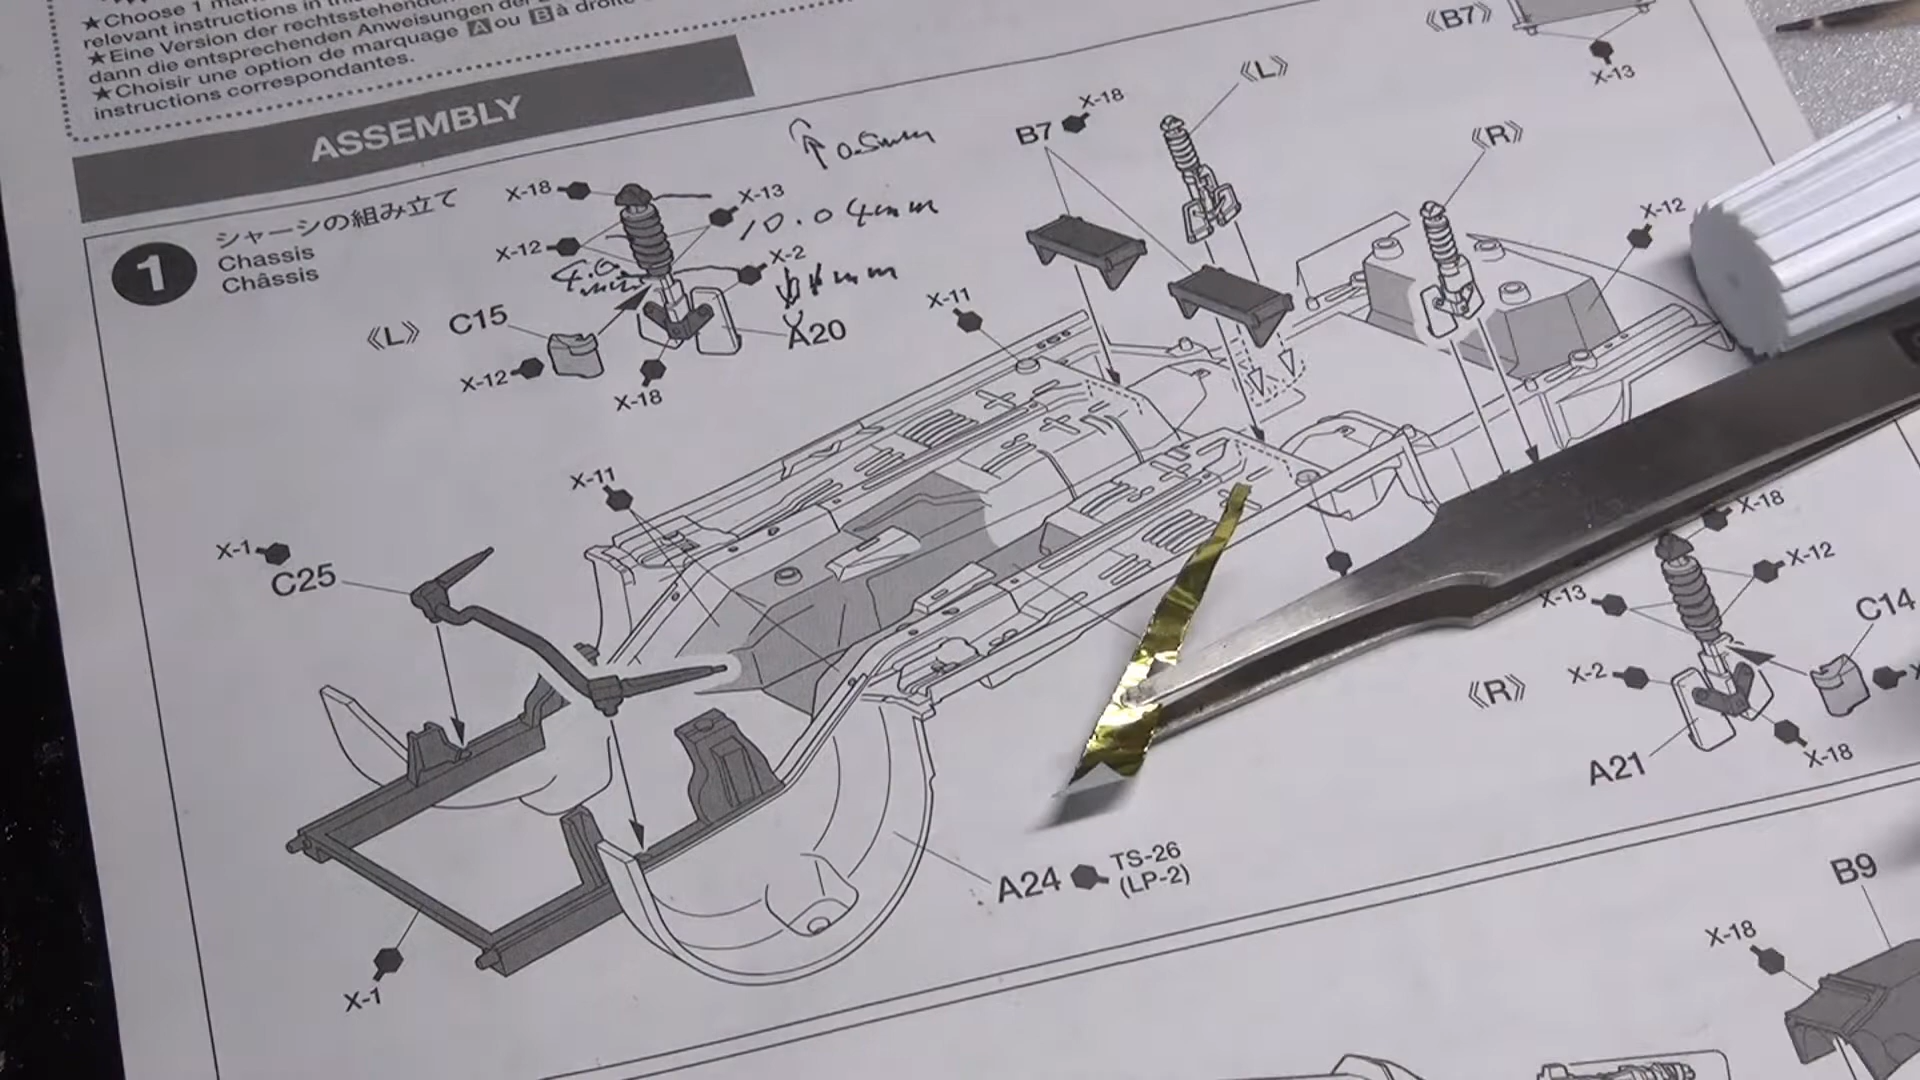 ★Choose 1
relevant instructions in
★Eine Version der rechtsstehenden
dann die entsprechenden Anweisungen der
★Choisir une option de marquage A ou B à droite
instructions correspondantes.
ASSEMBLY
1
シャーシの組み立て
Chassis
Châssis
X-18
X-13
X-12
X-2
《L》
C15
A20
X-12
X-18
0.5mm
10.04mm
B7
X-18
《L》
《R》
《B7》
X-13
X-12
X-11
X-11
X-1
C25
X-1
A24
TS-26
(LP-2)
X-18
X-12
X-13
C14
X-2
《R》
A21
X-18
B9
X-18